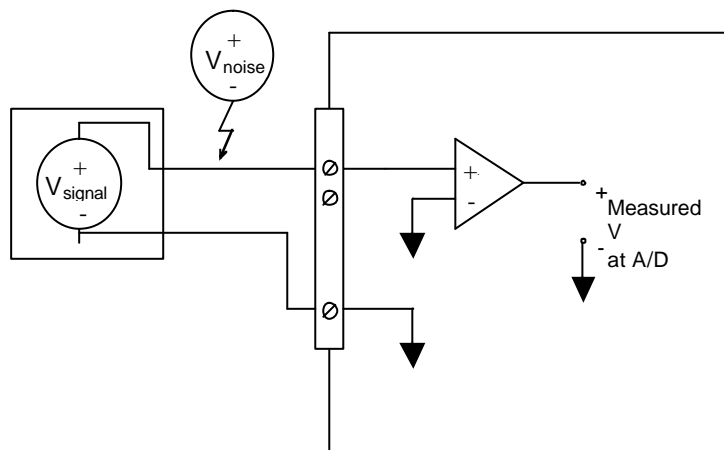 +
V noise
-
+
V signal
-
+
-
+
Measured
V
-
at A/D